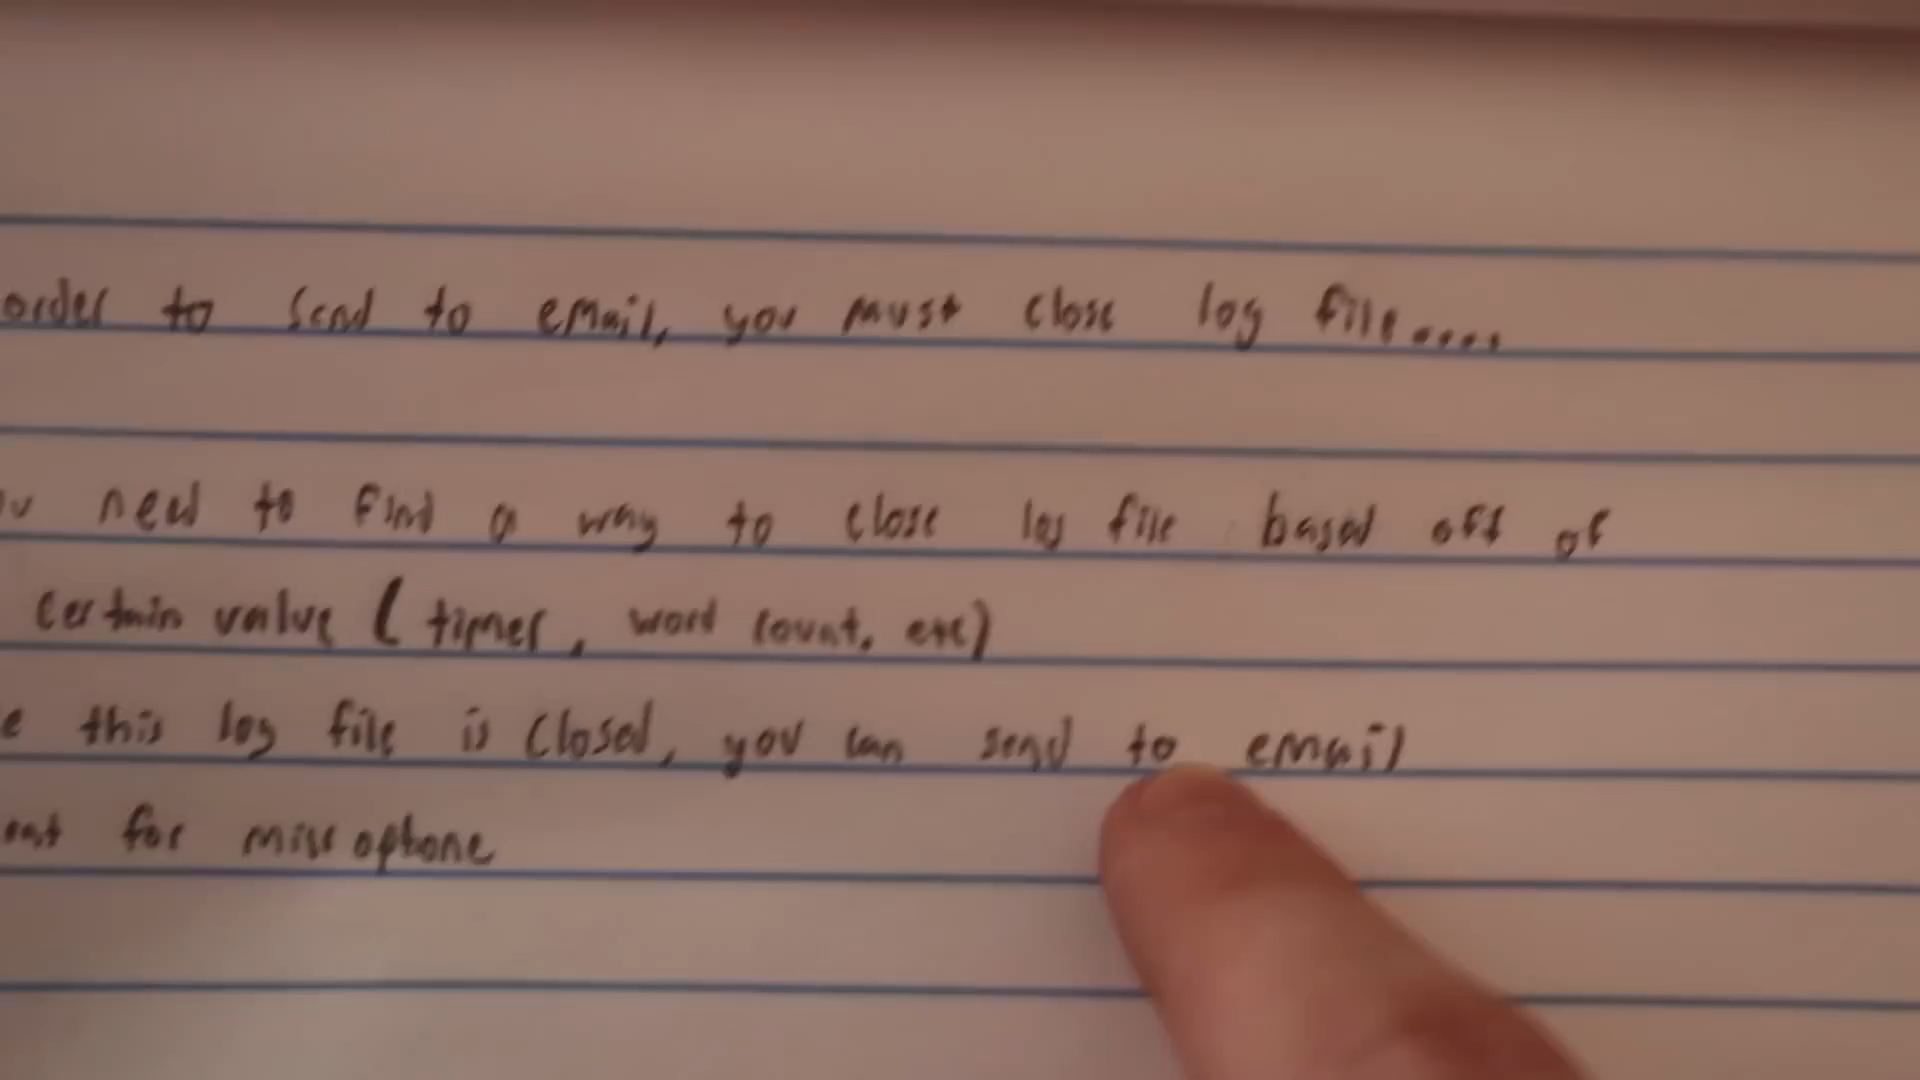 order to send to email, you must close log file.....
need to find a way to close log file based off of
certain value (timer, word count, etc)
this log file is closed, you can send to email
for microphone